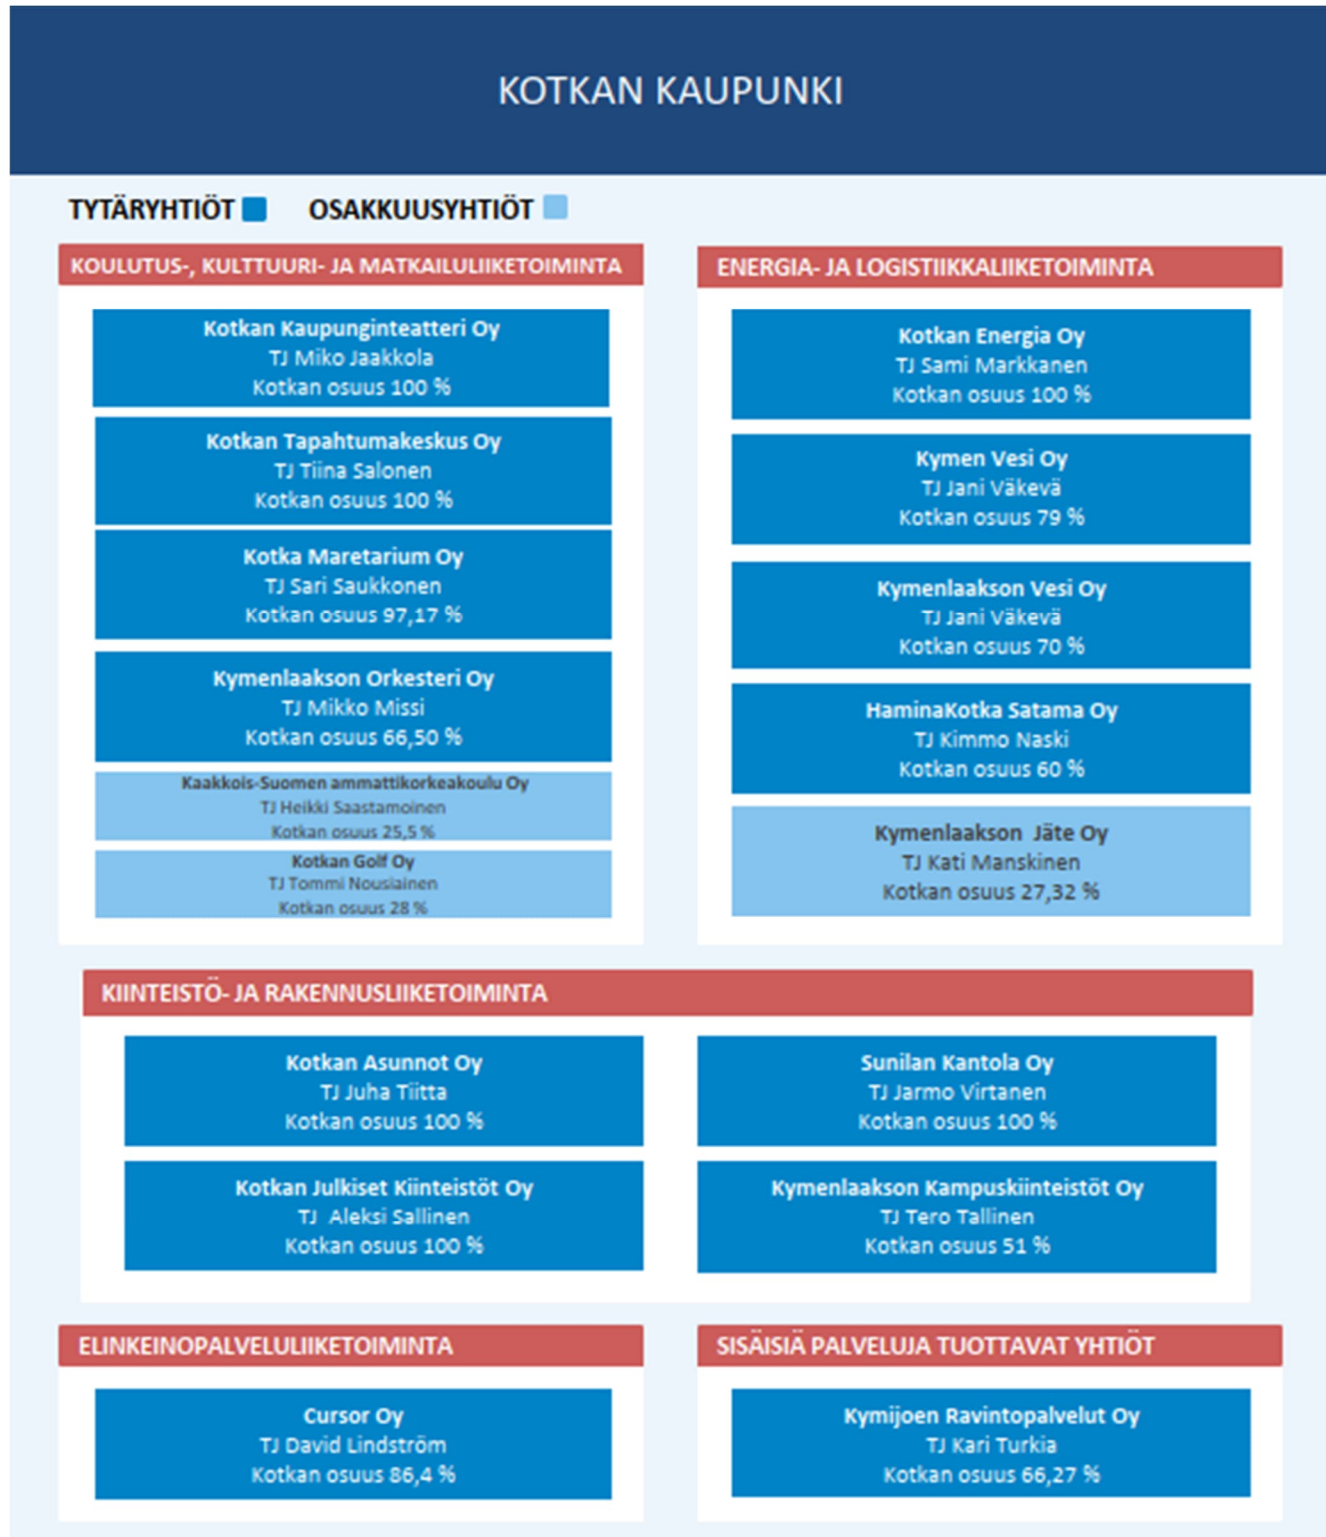 KOTKAN KAUPUNKI
TYTÄRYHTIÖT
OSAKKUUSYHTIÖT
KOULUTUS-, KULTTUURI- JA MATKAILULIIKETOIMINTA
Kotkan Kaupunginteatteri Oy
TJ Miko Jaakkola
Kotkan osuus 100 %
Kotkan Tapahtumakeskus Oy
TJ Tiina Salonen
Kotkan osuus 100 %
Kotka Maretarium Oy
TJ Sari Saukkonen
Kotkan osuus 97,17 %
Kymenlaakson Orkesteri Oy
TJ Mikko Missi
Kotkan osuus 66,50 %
Kaakkois-Suomen ammattikorkeakoulu Oy
TJ Heikki Saastamoinen
Kotkan osuus 25,5 %
Kotkan Golf Oy
TJ Tommi Nousiainen
Kotkan osuus 28 %
ENERGIA- JA LOGISTIIKKALIIKETOIMINTA
Kotkan Energia Oy
TJ Sami Markkanen
Kotkan osuus 100 %
Kymen Vesi Oy
TJ Jani Väkevä
Kotkan osuus 79 %
Kymenlaakson Vesi Oy
TJ Jani Väkevä
Kotkan osuus 70 %
HaminaKotka Satama Oy
TJ Kimmo Naski
Kotkan osuus 60 %
Kymenlaakson Jäte Oy
TJ Kati Manskinen
Kotkan osuus 27,32 %
KIINTEISTÖ- JA RAKENNUSLIIKETOIMINTA
Kotkan Asunnot Oy
TJ Juha Tiitta
Kotkan osuus 100 %
Sunilan Kantola Oy
TJ Jarmo Virtanen
Kotkan osuus 100 %
Kotkan Julkiset Kiinteistöt Oy
TJ Aleksi Sallinen
Kotkan osuus 100 %
Kymenlaakson Kampuskiinteistöt Oy
TJ Tero Tallinen
Kotkan osuus 51 %
ELINKEINOPALVELULIIKETOIMINTA
Cursor Oy
TJ David Lindström
Kotkan osuus 86,4 %
SISÄISIÄ PALVELUJA TUOTTAVAT YHTIÖT
Kymijoen Ravintopalvelut Oy
TJ Kari Turkia
Kotkan osuus 66,27 %